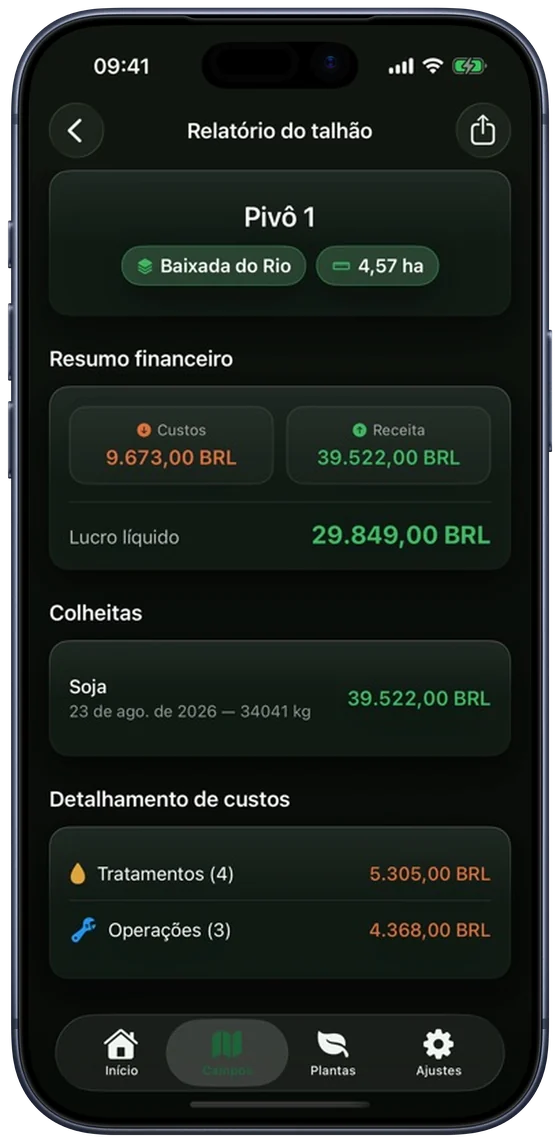 09:41
Relatório do talhão
Pivô 1
Baixada do Rio
4,57 ha
Resumo financeiro
Custos
9.673,00 BRL
Receita
39.522,00 BRL
Lucro líquido
29.849,00 BRL
Colheitas
Soja
39.522,00 BRL
23 de ago. de 2026 — 34041 kg
Detalhamento de custos
Tratamentos (4)
5.305,00 BRL
Operações (3)
4.368,00 BRL
Início
Campos
Plantas
Ajustes